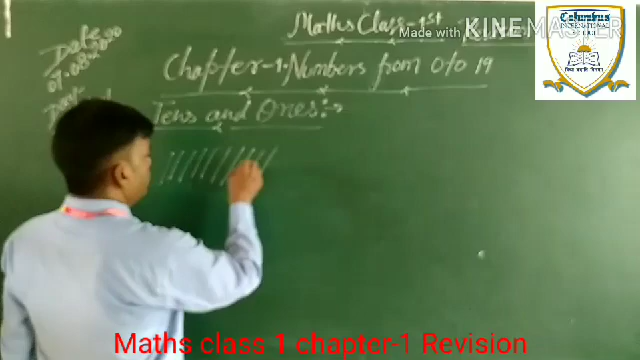 Maths Class-1st
Made with KINEMASTER
Columbus
INTERNATIONAL
Date
07-08-2020
Chapter-1. Numbers from 0 to 19
Tens and Ones:-
Maths class 1 chapter-1 Revision